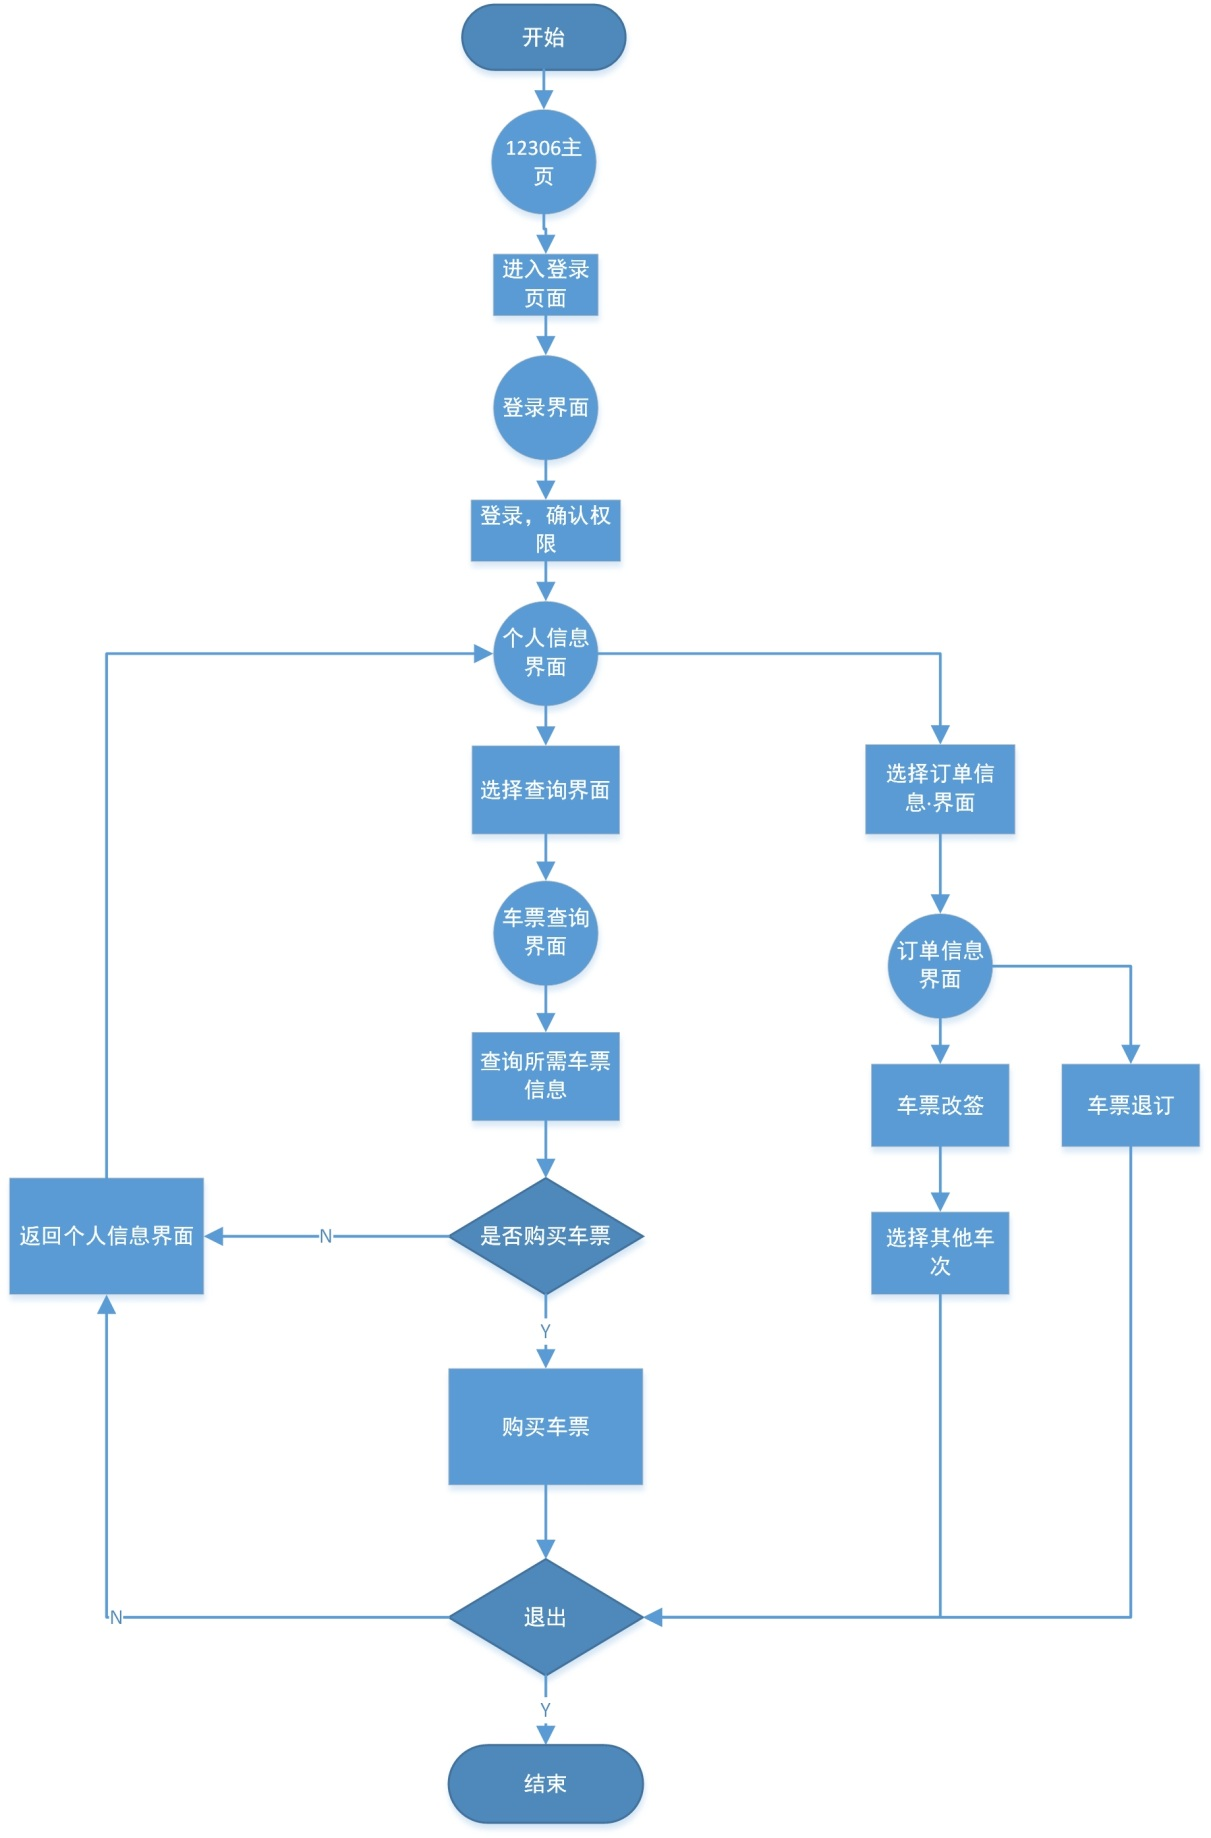 开始
12306主
页
进入登录
页面
登录界面
登录，确认权
限
个人信息
界面
选择查询界面
选择订单信
息·界面
车票查询
界面
订单信息
界面
查询所需车票
信息
车票改签
车票退订
返回个人信息界面
N
是否购买车票
选择其他车
次
Y
购买车票
N
退出
Y
结束